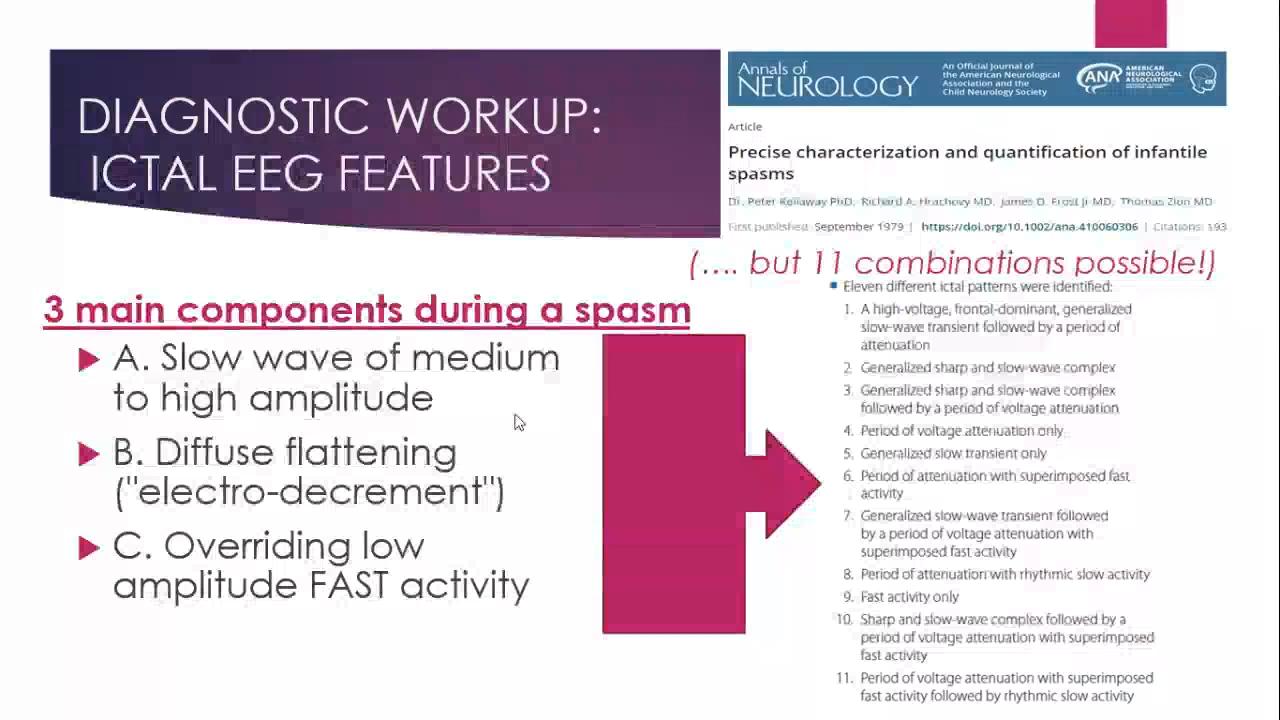 DIAGNOSTIC WORKUP:
ICTAL EEG FEATURES
Annals of
NEUROLOGY
An Official Journal of
the American Neurological
Association and the
Child Neurology Society
ANA
AMERICAN
NEUROLOGICAL
ASSOCIATION
Article
Precise characterization and quantification of infantile
spasms
Dr. Peter Kellaway PhD, Richard A. Hrachovy MD, James D. Frost Jr MD, Thomas Zion MD
First published: September 1979 | https://doi.org/10.1002/ana.410060306 | Citations: 193
(.... but 11 combinations possible!)
3 main components during a spasm
A. Slow wave of medium
to high amplitude
B. Diffuse flattening
("electro-decrement")
C. Overriding low
amplitude FAST activity
Eleven different ictal patterns were identified:
1. A high-voltage, frontal-dominant, generalized
slow-wave transient followed by a period of
attenuation
2. Generalized sharp and slow-wave complex
3. Generalized sharp and slow-wave complex
followed by a period of voltage attenuation
4. Period of voltage attenuation only
5. Generalized slow transient only
6. Period of attenuation with superimposed fast
activity
7. Generalized slow-wave transient followed
by a period of voltage attenuation with
superimposed fast activity
8. Period of attenuation with rhythmic slow activity
9. Fast activity only
10. Sharp and slow-wave complex followed by a
period of voltage attenuation with superimposed
fast activity
11. Period of voltage attenuation with superimposed
fast activity followed by rhythmic slow activity